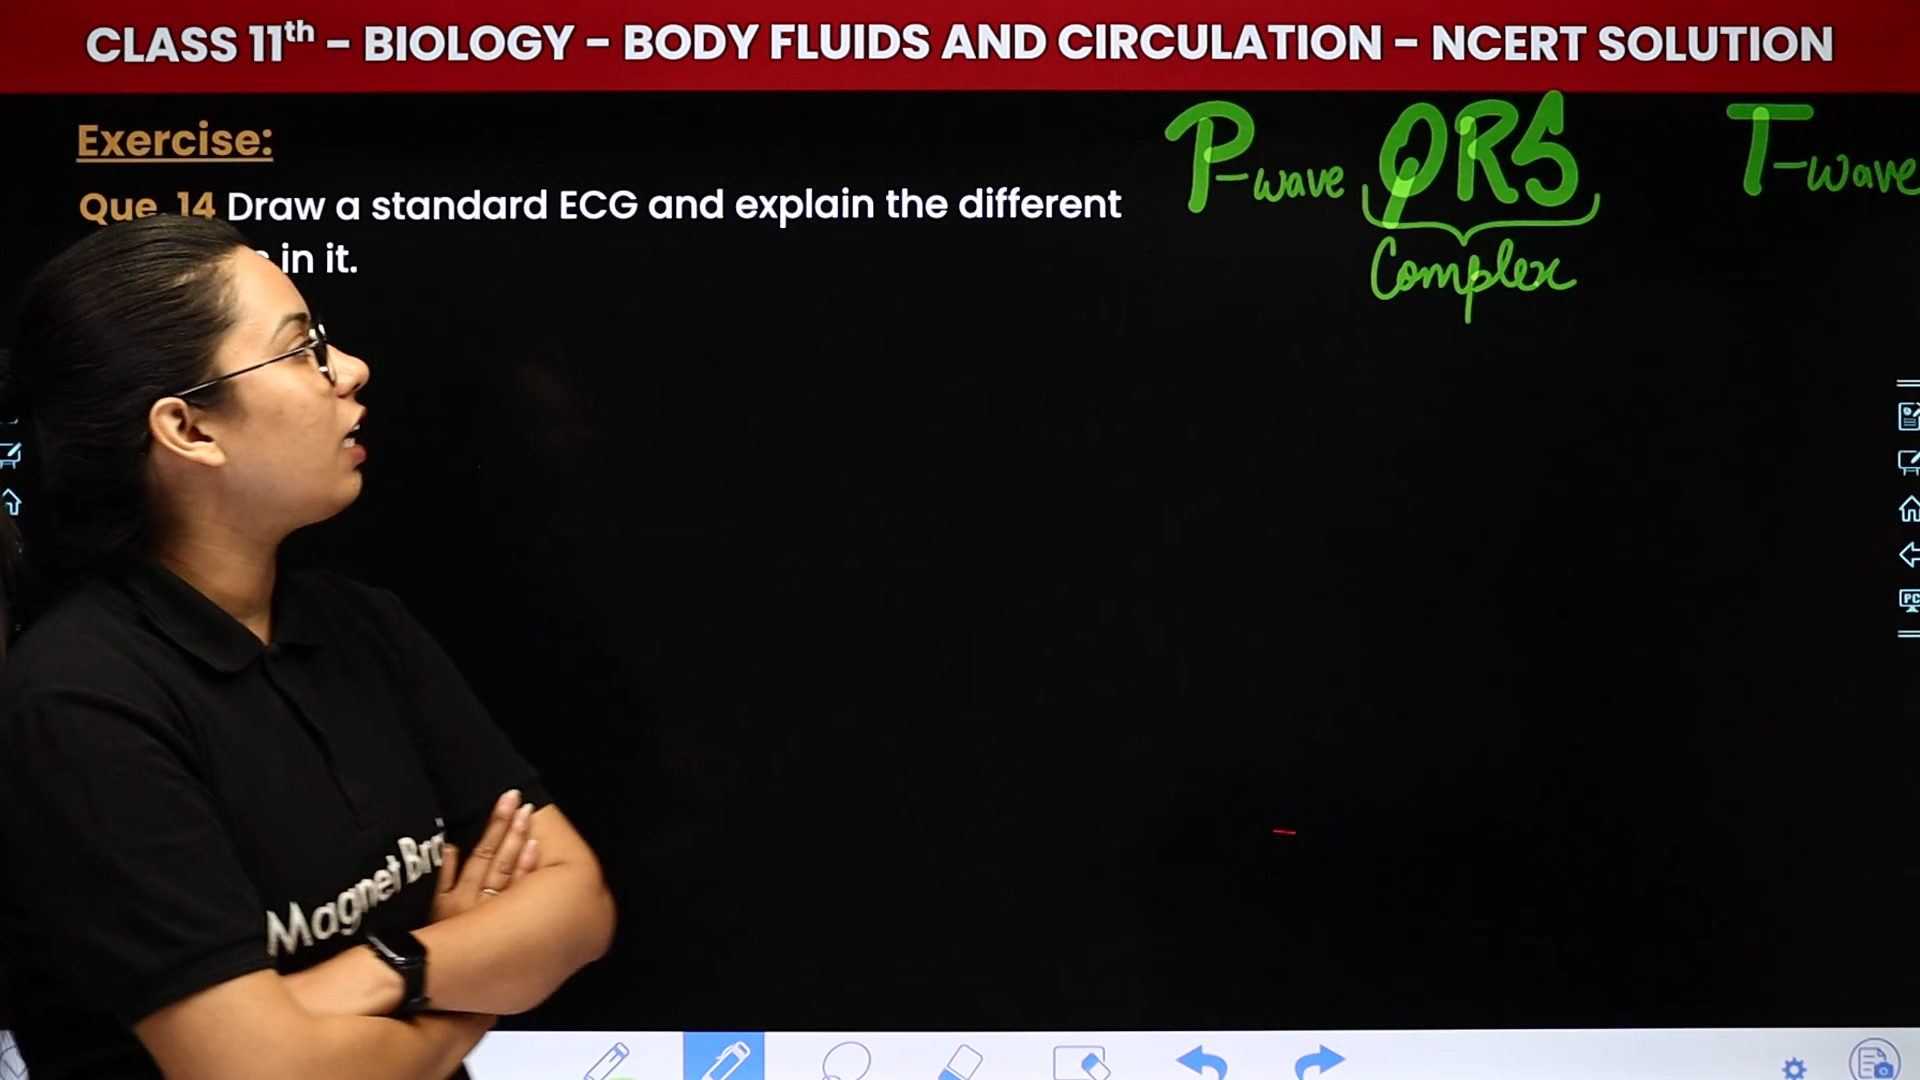 CLASS 11th – BIOLOGY – BODY FLUIDS AND CIRCULATION – NCERT SOLUTION
Exercise:
Que. 14 Draw a standard ECG and explain the different
in it.
P-wave QRS T-wave
Complex
Magnet
PC